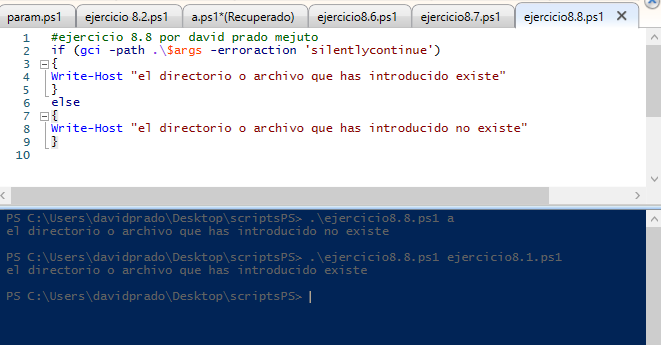 param.ps1 ejercicio 8.2.ps1 a.ps1*(Recuperado) ejercicio8.6.ps1 ejercicio8.7.ps1 ejercicio8.8.ps1 X
1 #ejercicio 8.8 por david prado mejuto
2 if (gci -path .\$args -erroraction 'silentlycontinue')
3 {
4 Write-Host "el directorio o archivo que has introducido existe"
5 }
6 else
7 {
8 Write-Host "el directorio o archivo que has introducido no existe"
9 }
10
PS C:\Users\davidprado\Desktop\scriptsPS> .\ejercicio8.8.ps1 a
el directorio o archivo que has introducido no existe
PS C:\Users\davidprado\Desktop\scriptsPS> .\ejercicio8.8.ps1 ejercicio8.1.ps1
el directorio o archivo que has introducido existe
PS C:\Users\davidprado\Desktop\scriptsPS>